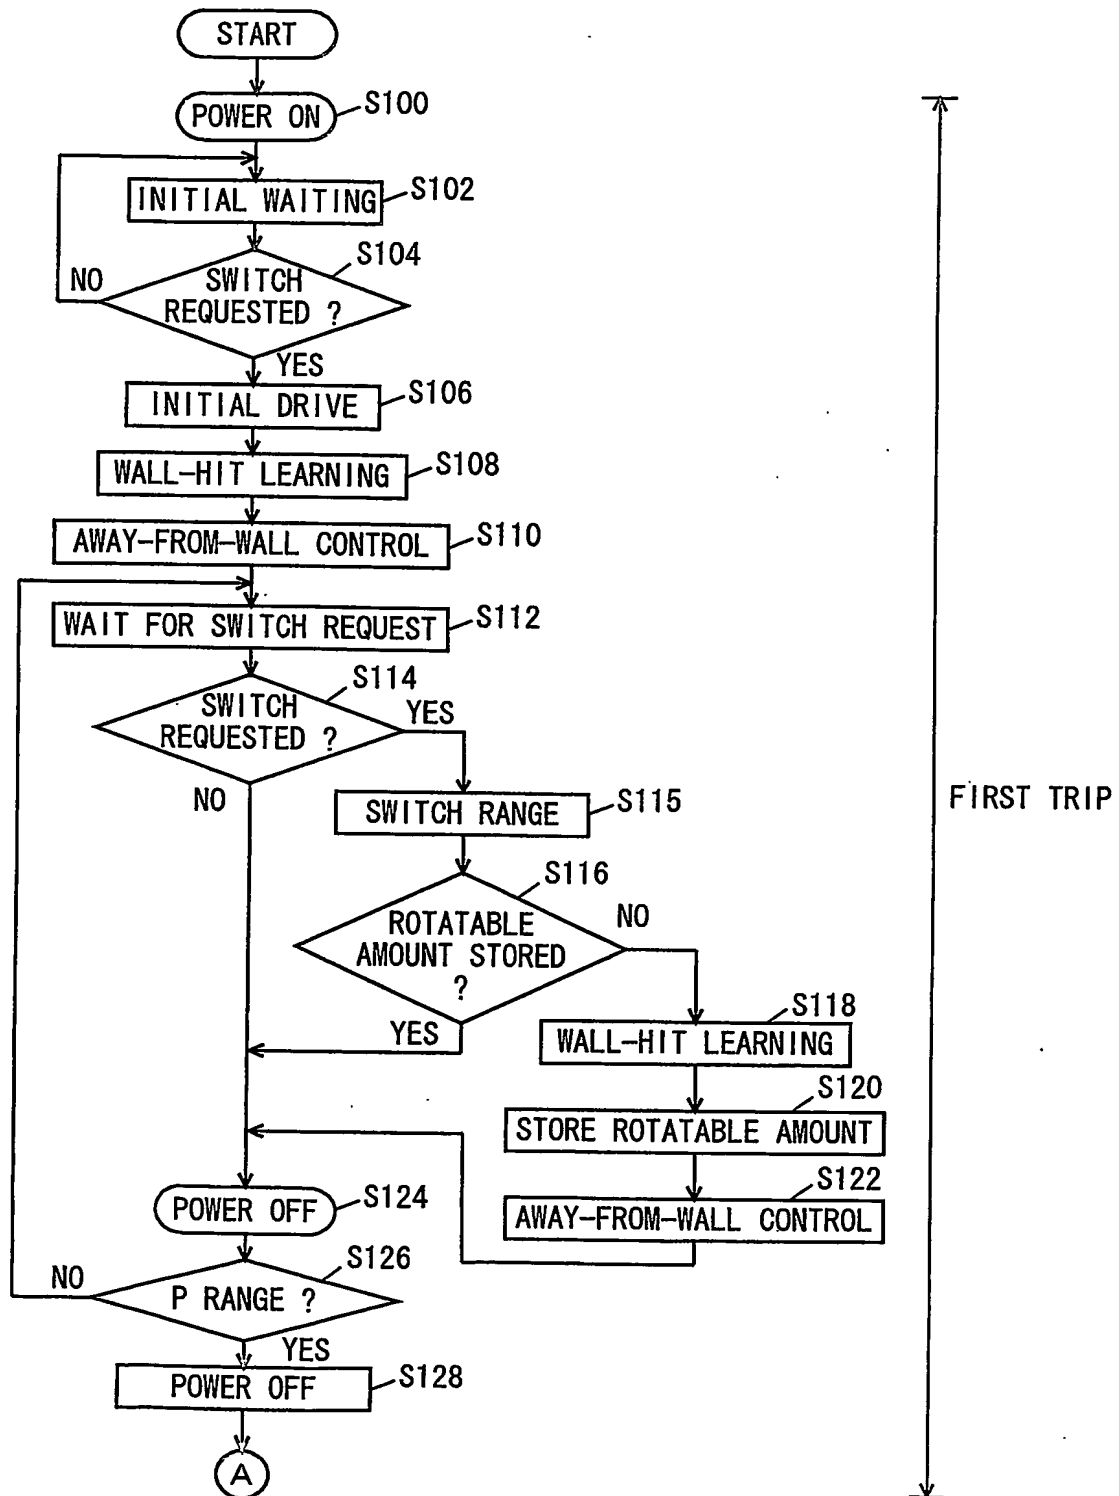 START
POWER ON
S100
INITIAL WAITING
S102
S104
NO
SWITCH
REQUESTED ?
YES
INITIAL DRIVE
S106
WALL-HIT LEARNING
S108
AWAY-FROM-WALL CONTROL
S110
WAIT FOR SWITCH REQUEST
S112
S114
SWITCH
REQUESTED ?
YES
NO
SWITCH RANGE
S115
FIRST TRIP
S116
ROTATABLE
AMOUNT STORED
?
NO
YES
S118
WALL-HIT LEARNING
S120
STORE ROTATABLE AMOUNT
S122
AWAY-FROM-WALL CONTROL
POWER OFF
S124
S126
NO
P RANGE ?
YES
POWER OFF
S128
A